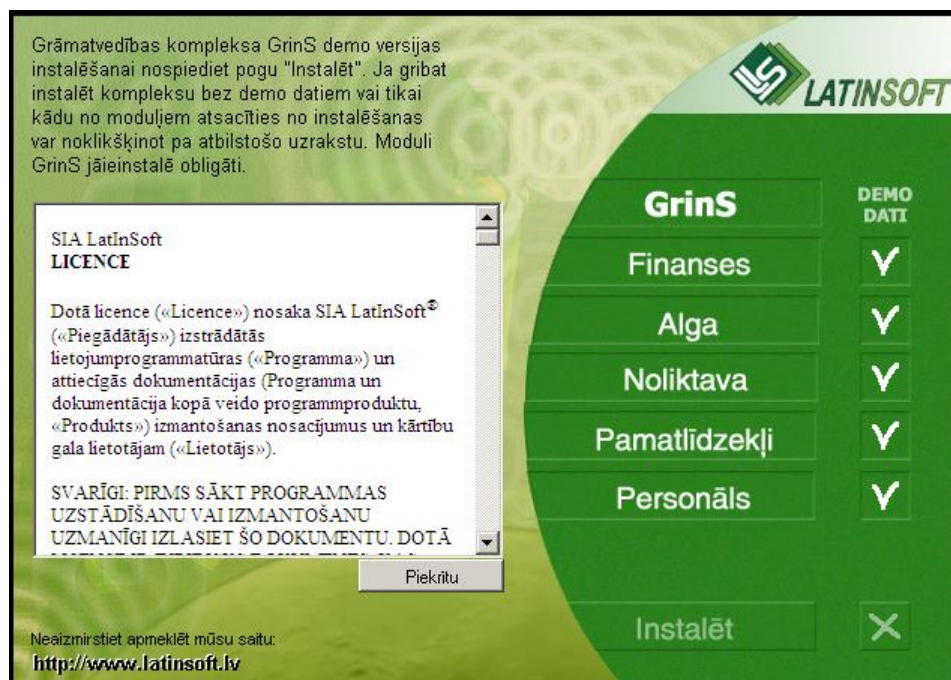 Grāmatvedības kompleksa GrinS demo versijas
instalēšanai nospiediet pogu "Instalēt". Ja gribat
instalēt kompleksu bez demo datiem vai tikai
kādu no moduļiem atsacīties no instalēšanas
var noklikšķinot pa atbilstošo uzrakstu. Moduli
GrinS jāieinstalē obligāti.
LATINSOFT
GrinS
DEMO
DATI
Finanses
Alga
Noliktava
Pamatlīdzekļi
Personāls
SIA LatInSoft
LICENCE
Dotā licence («Licence») nosaka SIA LatInSoft®
(«Piegādātājs») izstrādātās
lietojumprogrammatūras («Programma») un
attiecīgās dokumentācijas (Programma un
dokumentācija kopā veido programmproduktu,
«Produkts») izmantošanas nosacījumus un kārtību
gala lietotājam («Lietotājs»).
SVARĪGI: PIRMS SĀKT PROGRAMMAS
UZSTĀDĪŠANU VAI IZMANTOŠANU
UZMANĪGI IZLASIET ŠO DOKUMENTU. DOTĀ
Piekrītu
Instalēt
Neaizmirstiet apmeklēt mūsu saitu:
http://www.latinsoft.lv